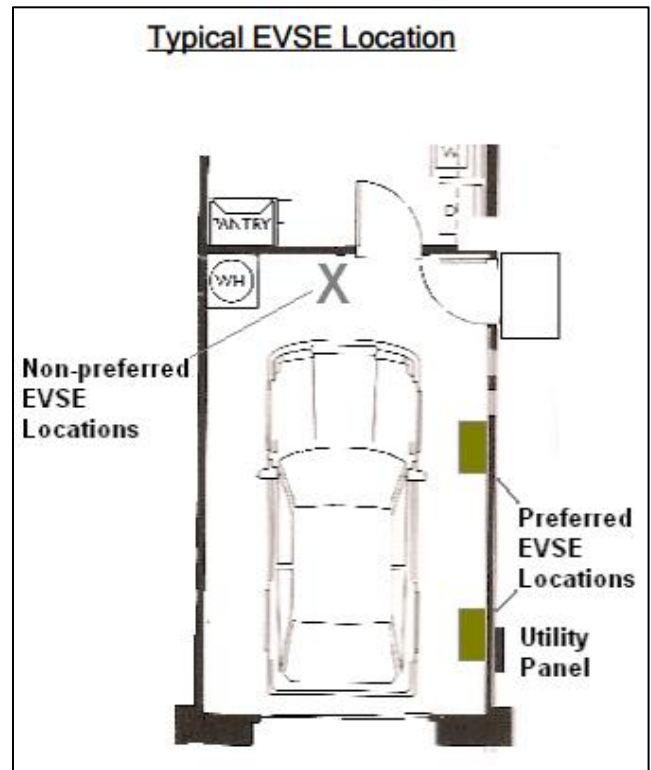 Typical EVSE Location
W
D
PANTRY
WH
X
Non-preferred
EVSE
Locations
Preferred
EVSE
Locations
Utility
Panel